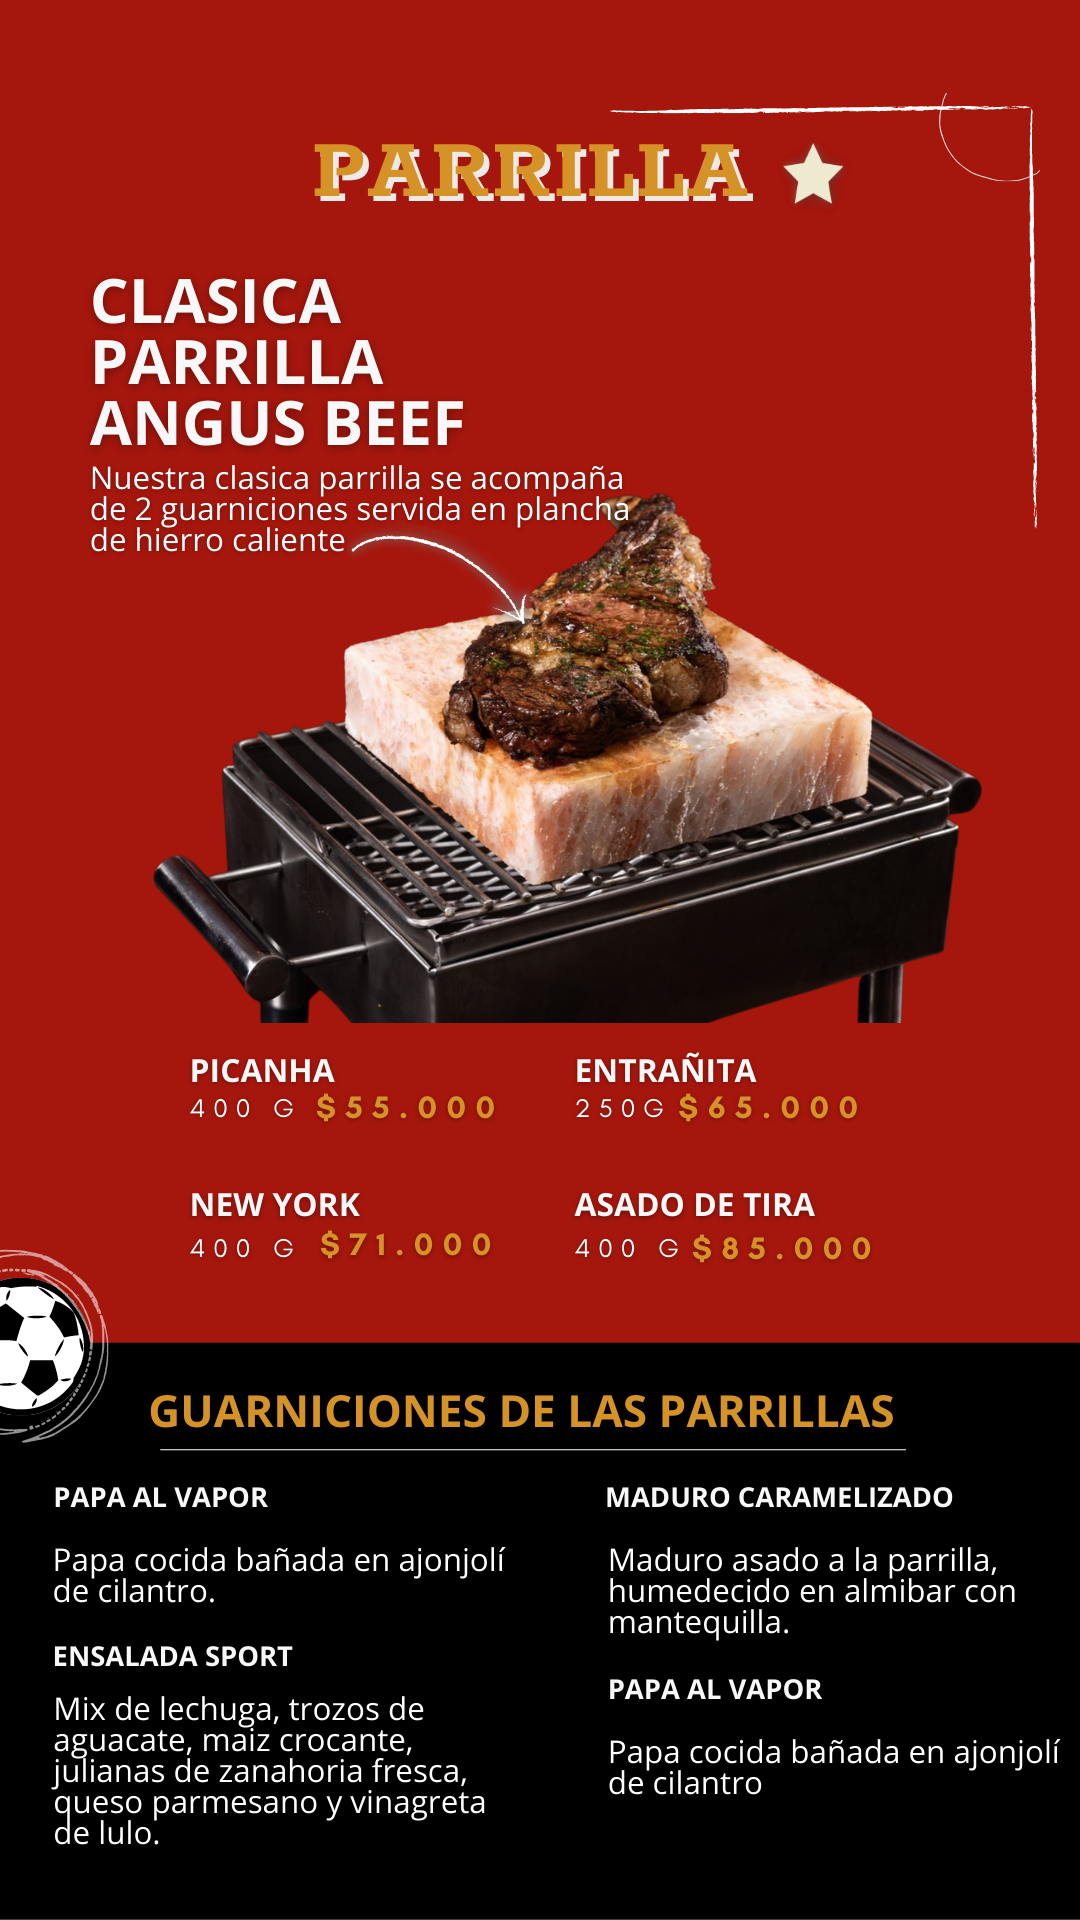 PARRILLA
CLASICA
PARRILLA
ANGUS BEEF
Nuestra clasica parrilla se acompaña
de 2 guarniciones servida en plancha
de hierro caliente
PICANHA
400 G $55.000
ENTRAÑITA
250G $65.000
NEW YORK
400 G $71.000
ASADO DE TIRA
400 G $85.000
GUARNICIONES DE LAS PARRILLAS
PAPA AL VAPOR
Papa cocida bañada en ajonjolí
de cilantro.
ENSALADA SPORT
Mix de lechuga, trozos de
aguacate, maiz crocante,
julianas de zanahoria fresca,
queso parmesano y vinagreta
de lulo.
MADURO CARAMELIZADO
Maduro asado a la parrilla,
humedecido en almibar con
mantequilla.
PAPA AL VAPOR
Papa cocida bañada en ajonjolí
de cilantro